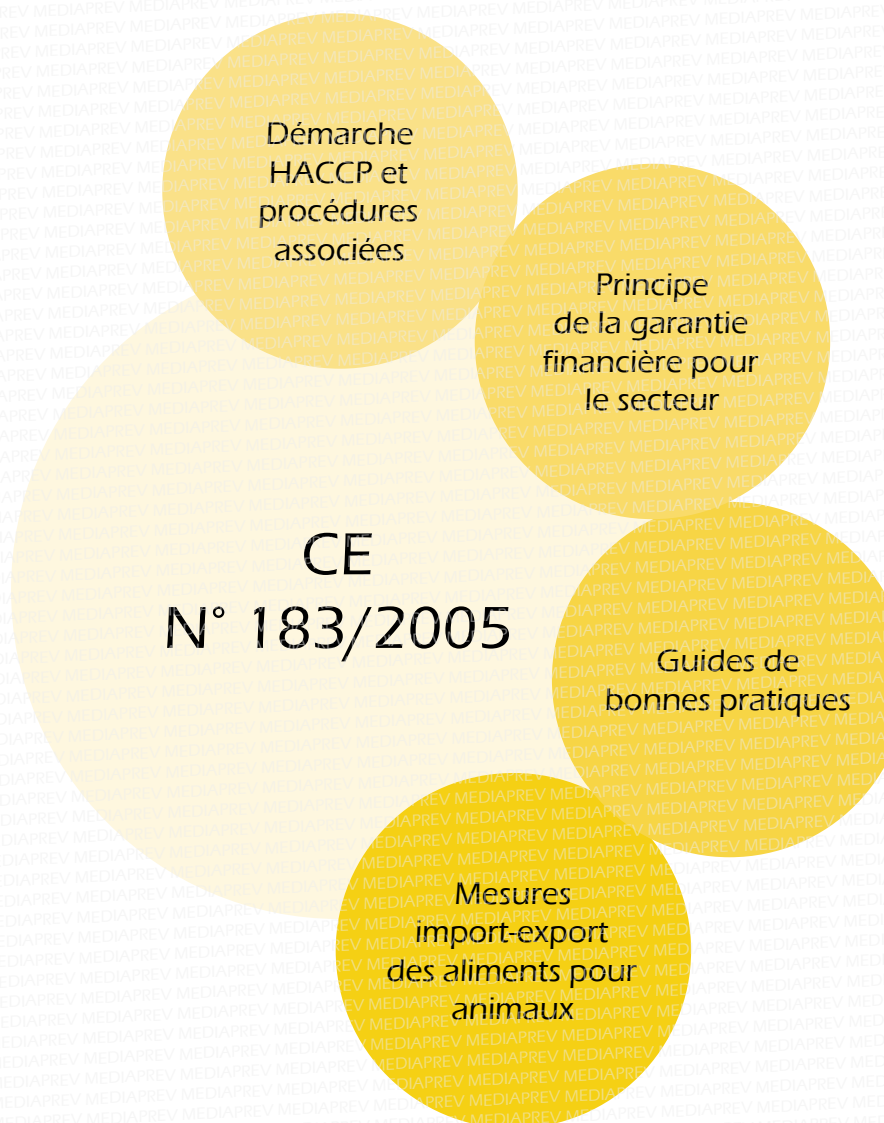 Démarche
HACCP et
procédures
associées
Principe
de la garantie
financière pour
le secteur
CE
N° 183/2005
Guides de
bonnes pratiques
Mesures
import-export
des aliments pour
animaux